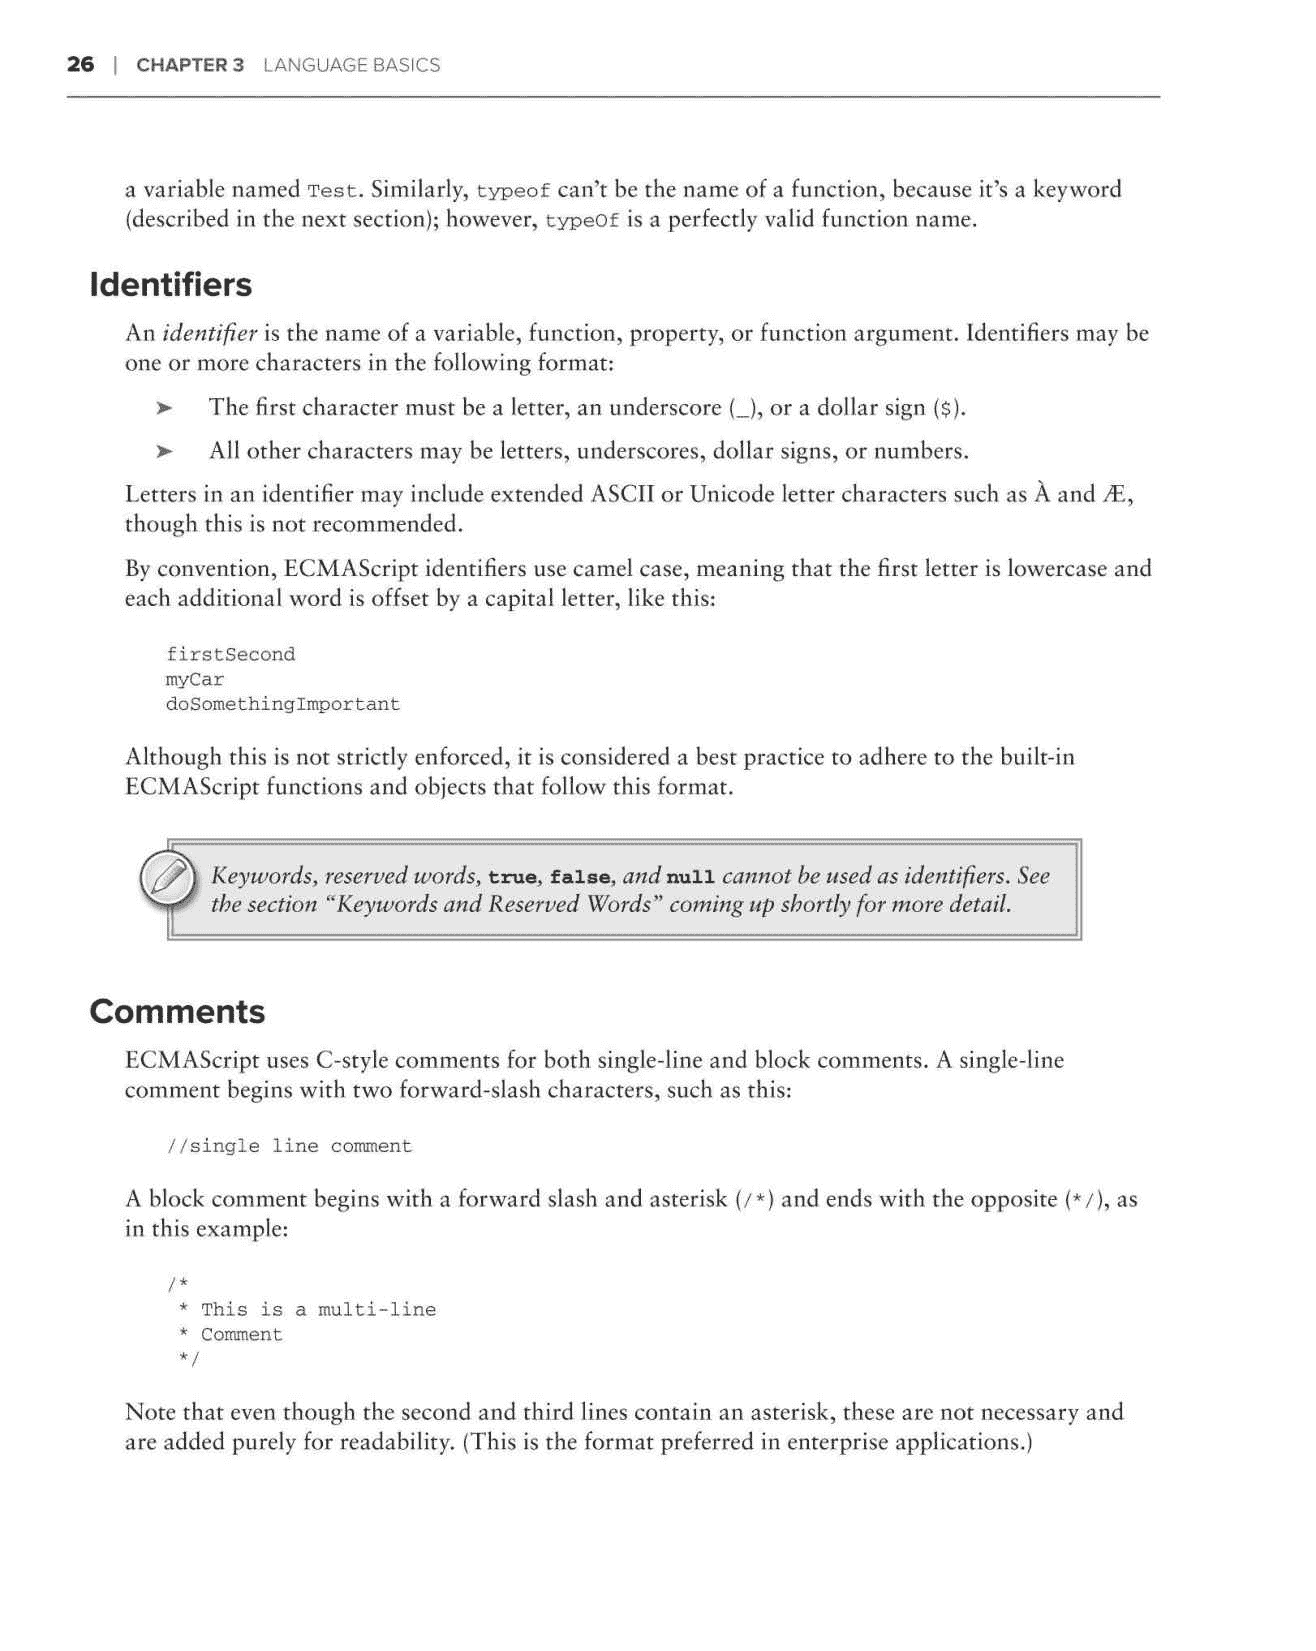 26 | CHAPTER 3 LANGUAGE BASICS
a variable named Test. Similarly, typeof can’t be the name of a function, because it’s a keyword
(described in the next section); however, typeOf is a perfectly valid function name.
Identifiers
An identifier is the name of a variable, function, property, or function argument. Identifiers may be
one or more characters in the following format:
➤ The first character must be a letter, an underscore (_), or a dollar sign ($).
➤ All other characters may be letters, underscores, dollar signs, or numbers.
Letters in an identifier may include extended ASCII or Unicode letter characters such as À and Æ,
though this is not recommended.
By convention, ECMAScript identifiers use camel case, meaning that the first letter is lowercase and
each additional word is offset by a capital letter, like this:
firstSecond
myCar
doSomethingImportant
Although this is not strictly enforced, it is considered a best practice to adhere to the built-in
ECMAScript functions and objects that follow this format.
Keywords, reserved words, true, false, and null cannot be used as identifiers. See
the section “Keywords and Reserved Words” coming up shortly for more detail.
Comments
ECMAScript uses C-style comments for both single-line and block comments. A single-line
comment begins with two forward-slash characters, such as this:
//single line comment
A block comment begins with a forward slash and asterisk (/*) and ends with the opposite (*/), as
in this example:
/*
 * This is a multi-line
 * Comment
 */
Note that even though the second and third lines contain an asterisk, these are not necessary and
are added purely for readability. (This is the format preferred in enterprise applications.)